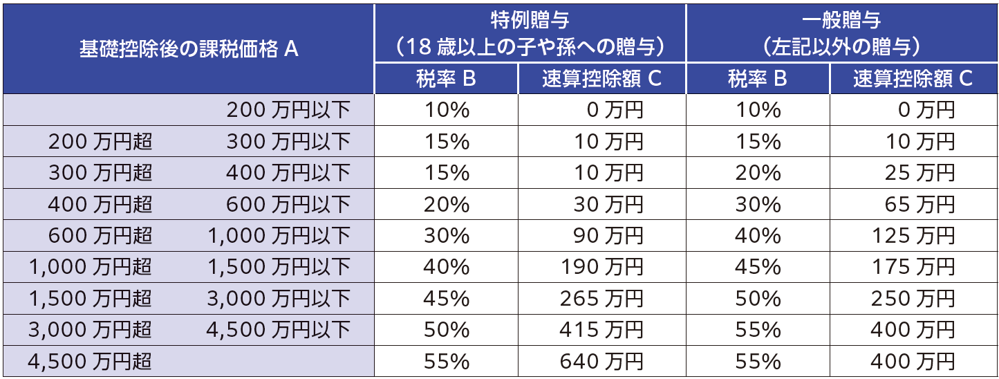 基礎控除後の課税価格 A
特例贈与
（18 歳以上の子や孫への贈与）
一般贈与
（左記以外の贈与）
税率 B 速算控除額 C 税率 B 速算控除額 C
200 万円以下 10% 0 万円 10% 0 万円
200 万円超 300 万円以下 15% 10 万円 15% 10 万円
300 万円超 400 万円以下 15% 10 万円 20% 25 万円
400 万円超 600 万円以下 20% 30 万円 30% 65 万円
600 万円超 1,000 万円以下 30% 90 万円 40% 125 万円
1,000 万円超 1,500 万円以下 40% 190 万円 45% 175 万円
1,500 万円超 3,000 万円以下 45% 265 万円 50% 250 万円
3,000 万円超 4,500 万円以下 50% 415 万円 55% 400 万円
4,500 万円超 55% 640 万円 55% 400 万円